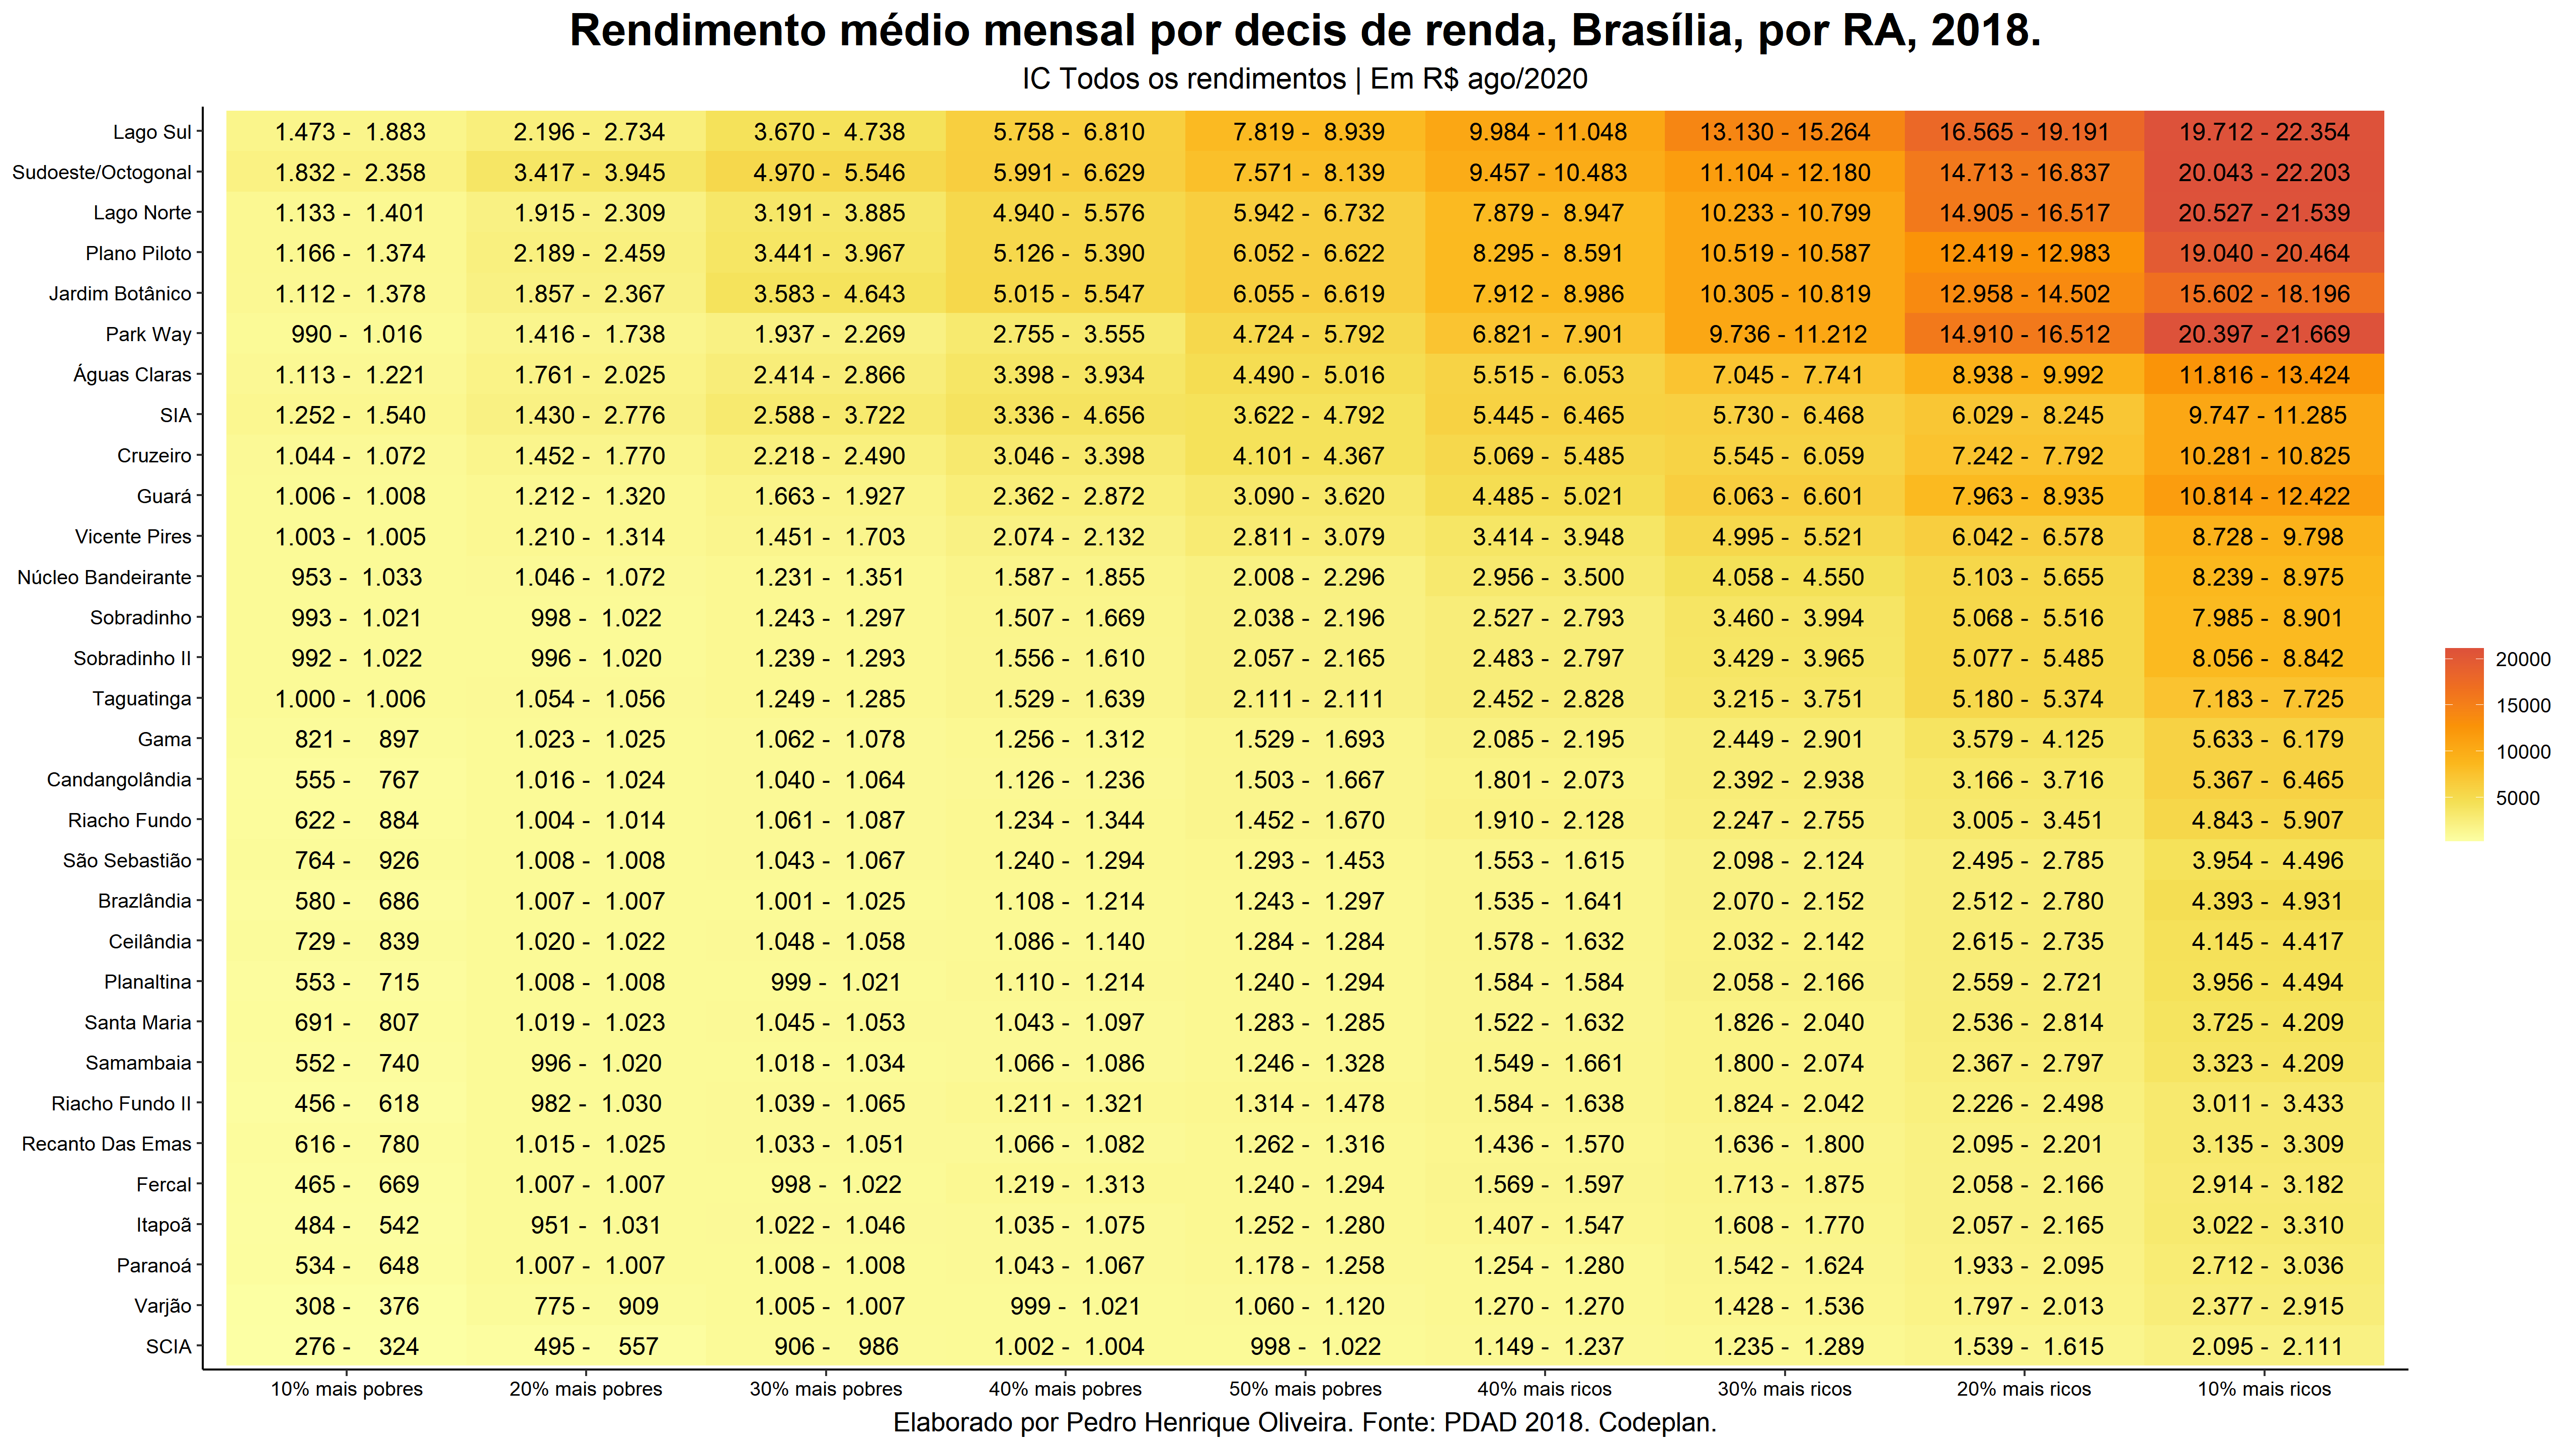 Rendimento médio mensal por decis de renda, Brasília, por RA, 2018.
IC Todos os rendimentos | Em R$ ago/2020
Lago Sul 1.473 - 1.883 2.196 - 2.734 3.670 - 4.738 5.758 - 6.810 7.819 - 8.939 9.984 - 11.048 13.130 - 15.264 16.565 - 19.191 19.712 - 22.354
Sudoeste/Octogonal 1.832 - 2.358 3.417 - 3.945 4.970 - 5.546 5.991 - 6.629 7.571 - 8.139 9.457 - 10.483 11.104 - 12.180 14.713 - 16.837 20.043 - 22.203
Lago Norte 1.133 - 1.401 1.915 - 2.309 3.191 - 3.885 4.940 - 5.576 5.942 - 6.732 7.879 - 8.947 10.233 - 10.799 14.905 - 16.517 20.527 - 21.539
Plano Piloto 1.166 - 1.374 2.189 - 2.459 3.441 - 3.967 5.126 - 5.390 6.052 - 6.622 8.295 - 8.591 10.519 - 10.587 12.419 - 12.983 19.040 - 20.464
Jardim Botânico 1.112 - 1.378 1.857 - 2.367 3.583 - 4.643 5.015 - 5.547 6.055 - 6.619 7.912 - 8.986 10.305 - 10.819 12.958 - 14.502 15.602 - 18.196
Park Way 990 - 1.016 1.416 - 1.738 1.937 - 2.269 2.755 - 3.555 4.724 - 5.792 6.821 - 7.901 9.736 - 11.212 14.910 - 16.512 20.397 - 21.669
Águas Claras 1.113 - 1.221 1.761 - 2.025 2.414 - 2.866 3.398 - 3.934 4.490 - 5.016 5.515 - 6.053 7.045 - 7.741 8.938 - 9.992 11.816 - 13.424
SIA 1.252 - 1.540 1.430 - 2.776 2.588 - 3.722 3.336 - 4.656 3.622 - 4.792 5.445 - 6.465 5.730 - 6.468 6.029 - 8.245 9.747 - 11.285
Cruzeiro 1.044 - 1.072 1.452 - 1.770 2.218 - 2.490 3.046 - 3.398 4.101 - 4.367 5.069 - 5.485 5.545 - 6.059 7.242 - 7.792 10.281 - 10.825
Guará 1.006 - 1.008 1.212 - 1.320 1.663 - 1.927 2.362 - 2.872 3.090 - 3.620 4.485 - 5.021 6.063 - 6.601 7.963 - 8.935 10.814 - 12.422
Vicente Pires 1.003 - 1.005 1.210 - 1.314 1.451 - 1.703 2.074 - 2.132 2.811 - 3.079 3.414 - 3.948 4.995 - 5.521 6.042 - 6.578 8.728 - 9.798
Núcleo Bandeirante 953 - 1.033 1.046 - 1.072 1.231 - 1.351 1.587 - 1.855 2.008 - 2.296 2.956 - 3.500 4.058 - 4.550 5.103 - 5.655 8.239 - 8.975
Sobradinho 993 - 1.021 998 - 1.022 1.243 - 1.297 1.507 - 1.669 2.038 - 2.196 2.527 - 2.793 3.460 - 3.994 5.068 - 5.516 7.985 - 8.901
Sobradinho II 992 - 1.022 996 - 1.020 1.239 - 1.293 1.556 - 1.610 2.057 - 2.165 2.483 - 2.797 3.429 - 3.965 5.077 - 5.485 8.056 - 8.842
Taguatinga 1.000 - 1.006 1.054 - 1.056 1.249 - 1.285 1.529 - 1.639 2.111 - 2.111 2.452 - 2.828 3.215 - 3.751 5.180 - 5.374 7.183 - 7.725
Gama 821 - 897 1.023 - 1.025 1.062 - 1.078 1.256 - 1.312 1.529 - 1.693 2.085 - 2.195 2.449 - 2.901 3.579 - 4.125 5.633 - 6.179
Candangolândia 555 - 767 1.016 - 1.024 1.040 - 1.064 1.126 - 1.236 1.503 - 1.667 1.801 - 2.073 2.392 - 2.938 3.166 - 3.716 5.367 - 6.465
Riacho Fundo 622 - 884 1.004 - 1.014 1.061 - 1.087 1.234 - 1.344 1.452 - 1.670 1.910 - 2.128 2.247 - 2.755 3.005 - 3.451 4.843 - 5.907
São Sebastião 764 - 926 1.008 - 1.008 1.043 - 1.067 1.240 - 1.294 1.293 - 1.453 1.553 - 1.615 2.098 - 2.124 2.495 - 2.785 3.954 - 4.496
Brazlândia 580 - 686 1.007 - 1.007 1.001 - 1.025 1.108 - 1.214 1.243 - 1.297 1.535 - 1.641 2.070 - 2.152 2.512 - 2.780 4.393 - 4.931
Ceilândia 729 - 839 1.020 - 1.022 1.048 - 1.058 1.086 - 1.140 1.284 - 1.284 1.578 - 1.632 2.032 - 2.142 2.615 - 2.735 4.145 - 4.417
Planaltina 553 - 715 1.008 - 1.008 999 - 1.021 1.110 - 1.214 1.240 - 1.294 1.584 - 1.584 2.058 - 2.166 2.559 - 2.721 3.956 - 4.494
Santa Maria 691 - 807 1.019 - 1.023 1.045 - 1.053 1.043 - 1.097 1.283 - 1.285 1.522 - 1.632 1.826 - 2.040 2.536 - 2.814 3.725 - 4.209
Samambaia 552 - 740 996 - 1.020 1.018 - 1.034 1.066 - 1.086 1.246 - 1.328 1.549 - 1.661 1.800 - 2.074 2.367 - 2.797 3.323 - 4.209
Riacho Fundo II 456 - 618 982 - 1.030 1.039 - 1.065 1.211 - 1.321 1.314 - 1.478 1.584 - 1.638 1.824 - 2.042 2.226 - 2.498 3.011 - 3.433
Recanto Das Emas 616 - 780 1.015 - 1.025 1.033 - 1.051 1.066 - 1.082 1.262 - 1.316 1.436 - 1.570 1.636 - 1.800 2.095 - 2.201 3.135 - 3.309
Fercal 465 - 669 1.007 - 1.007 998 - 1.022 1.219 - 1.313 1.240 - 1.294 1.569 - 1.597 1.713 - 1.875 2.058 - 2.166 2.914 - 3.182
Itapoã 484 - 542 951 - 1.031 1.022 - 1.046 1.035 - 1.075 1.252 - 1.280 1.407 - 1.547 1.608 - 1.770 2.057 - 2.165 3.022 - 3.310
Paranoá 534 - 648 1.007 - 1.007 1.008 - 1.008 1.043 - 1.067 1.178 - 1.258 1.254 - 1.280 1.542 - 1.624 1.933 - 2.095 2.712 - 3.036
Varjão 308 - 376 775 - 909 1.005 - 1.007 999 - 1.021 1.060 - 1.120 1.270 - 1.270 1.428 - 1.536 1.797 - 2.013 2.377 - 2.915
SCIA 276 - 324 495 - 557 906 - 986 1.002 - 1.004 998 - 1.022 1.149 - 1.237 1.235 - 1.289 1.539 - 1.615 2.095 - 2.111
10% mais pobres 20% mais pobres 30% mais pobres 40% mais pobres 50% mais pobres 40% mais ricos 30% mais ricos 20% mais ricos 10% mais ricos
Elaborado por Pedro Henrique Oliveira. Fonte: PDAD 2018. Codeplan.
20000
15000
10000
5000